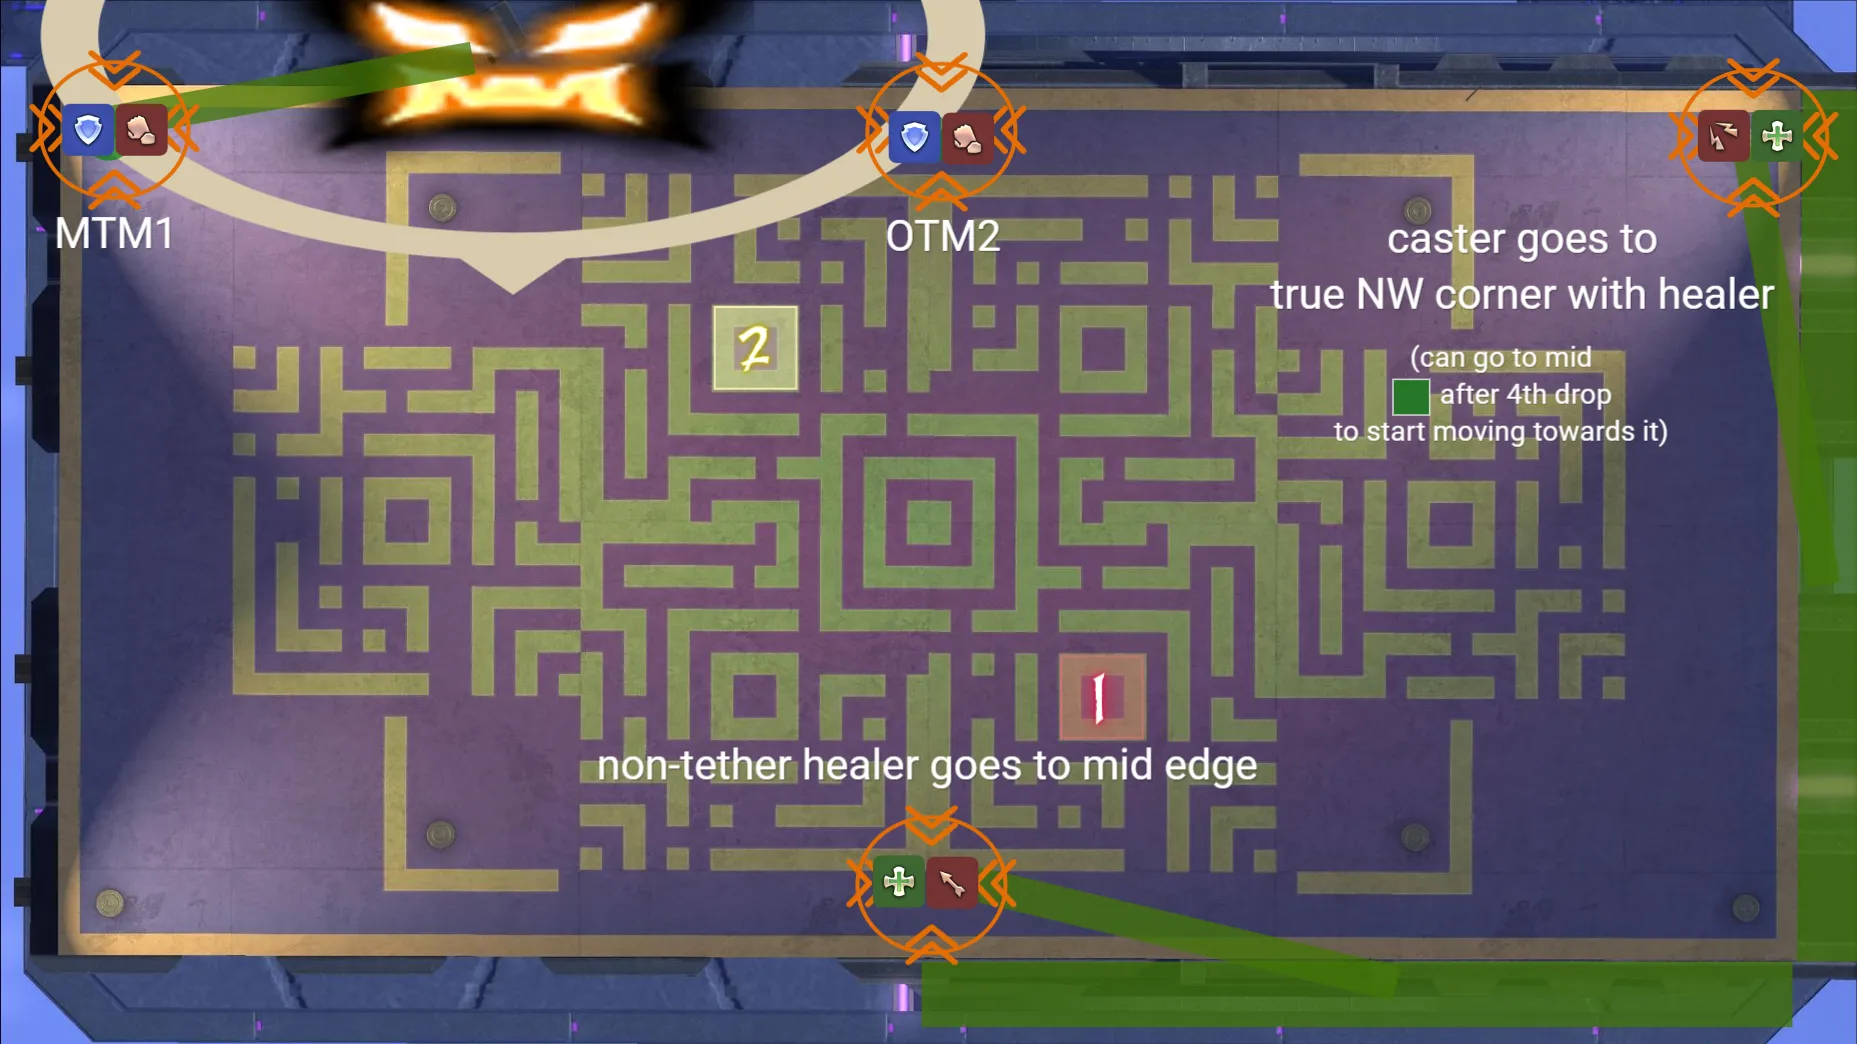 MTM1
OTM2
caster goes to
true NW corner with healer
(can go to mid
after 4th drop
to start moving towards it)
2
1
non-tether healer goes to mid edge